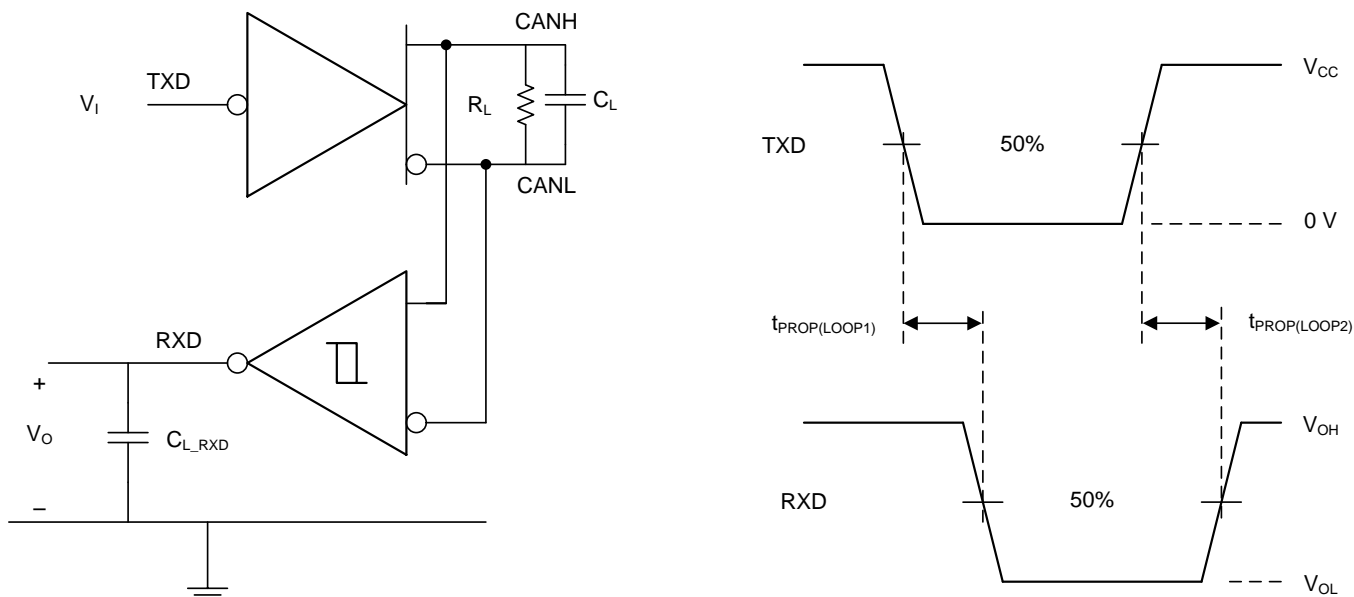 CANH
TXD
V_I
R_L
C_L
CANL
RXD
+
V_O
C_L_RXD
–
V_CC
TXD
50%
0 V
t_PROP(LOOP1)
t_PROP(LOOP2)
V_OH
RXD
50%
V_OL